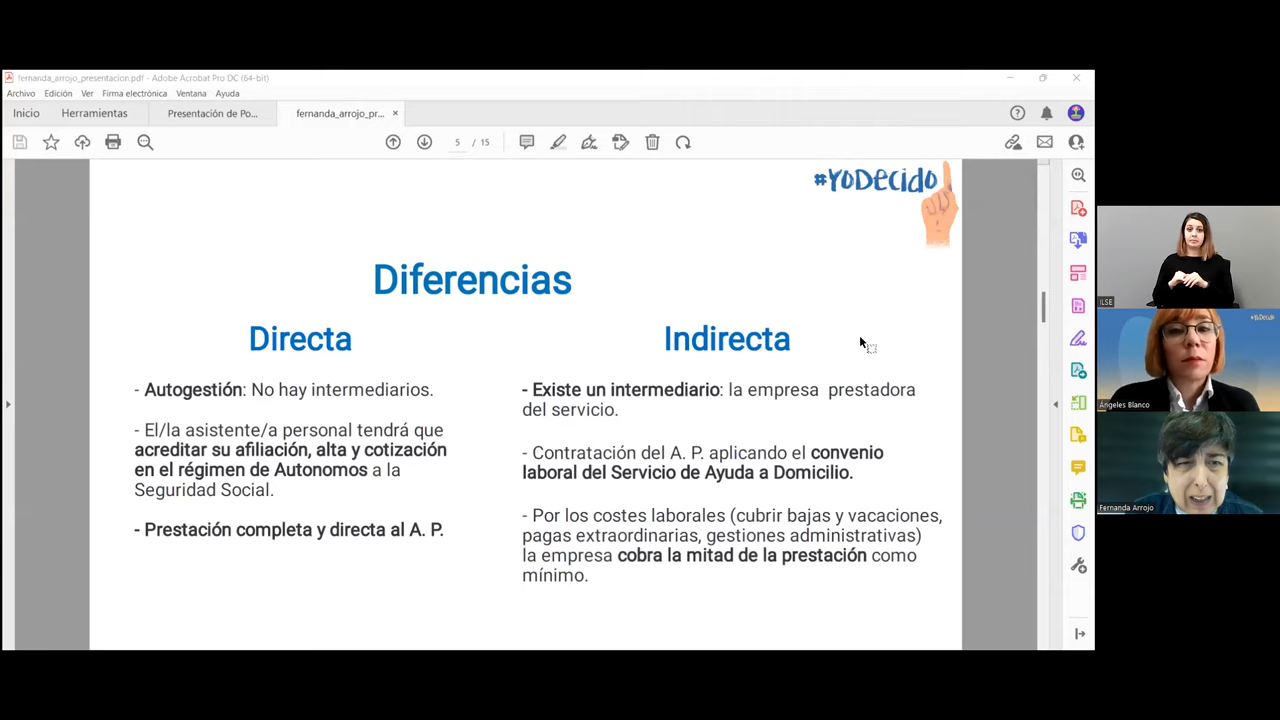 fernanda_arrojo_presentacion.pdf - Adobe Acrobat Pro DC (64-bit)
Archivo Edición Ver Firma electrónica Ventana Ayuda
Inicio Herramientas Presentación de Po... fernanda_arrojo_pr... ×
5 / 15
#YoDecido
Diferencias
Directa
- Autogestión: No hay intermediarios.
- El/la asistente/a personal tendrá que
acreditar su afiliación, alta y cotización
en el régimen de Autonomos a la
Seguridad Social.
- Prestación completa y directa al A. P.
Indirecta
- Existe un intermediario: la empresa prestadora
del servicio.
- Contratación del A. P. aplicando el convenio
laboral del Servicio de Ayuda a Domicilio.
- Por los costes laborales (cubrir bajas y vacaciones,
pagas extraordinarias, gestiones administrativas)
la empresa cobra la mitad de la prestación como
mínimo.
ILSE
#YoDecido
Ángeles Blanco
Fernanda Arrojo